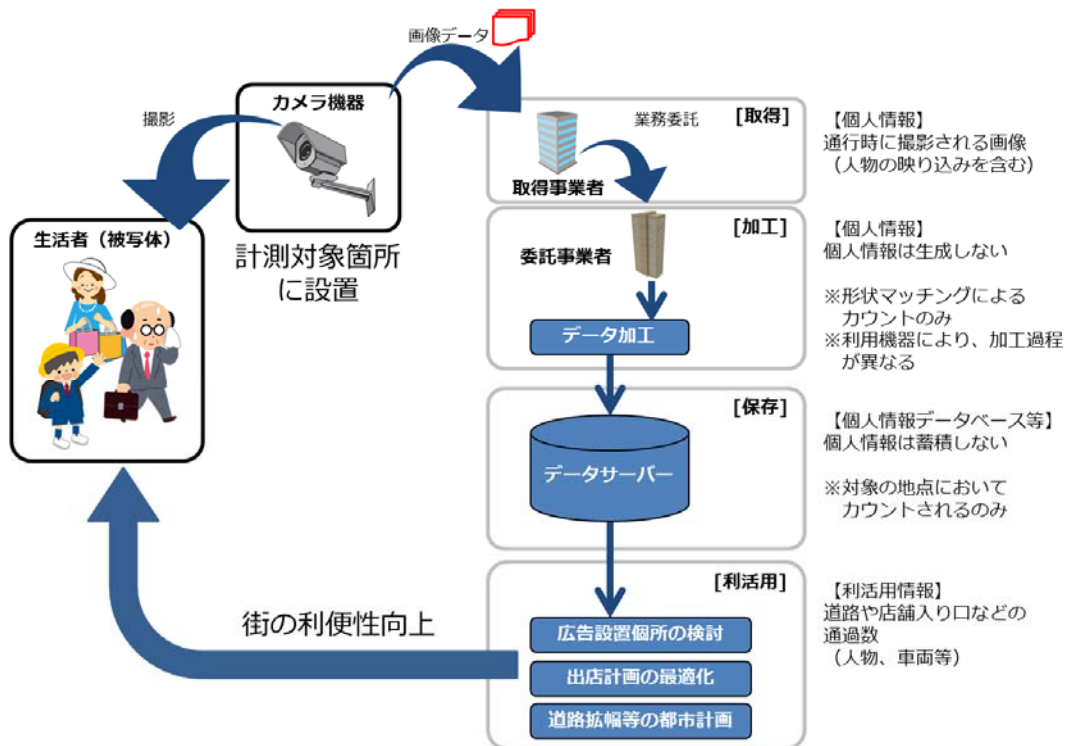 画像データ
カメラ機器
撮影
計測対象箇所
に設置
生活者（被写体）
[取得]
業務委託
取得事業者
【個人情報】
通行時に撮影される画像
（人物の映り込みを含む）
[加工]
委託事業者
データ加工
【個人情報】
個人情報は生成しない
※形状マッチングによる
カウントのみ
※利用機器により、加工過程
が異なる
[保存]
データサーバー
【個人情報データベース等】
個人情報は蓄積しない
※対象の地点において
カウントされるのみ
[利活用]
広告設置個所の検討
出店計画の最適化
道路拡幅等の都市計画
【利活用情報】
道路や店舗入り口などの
通過数
（人物、車両等）
街の利便性向上